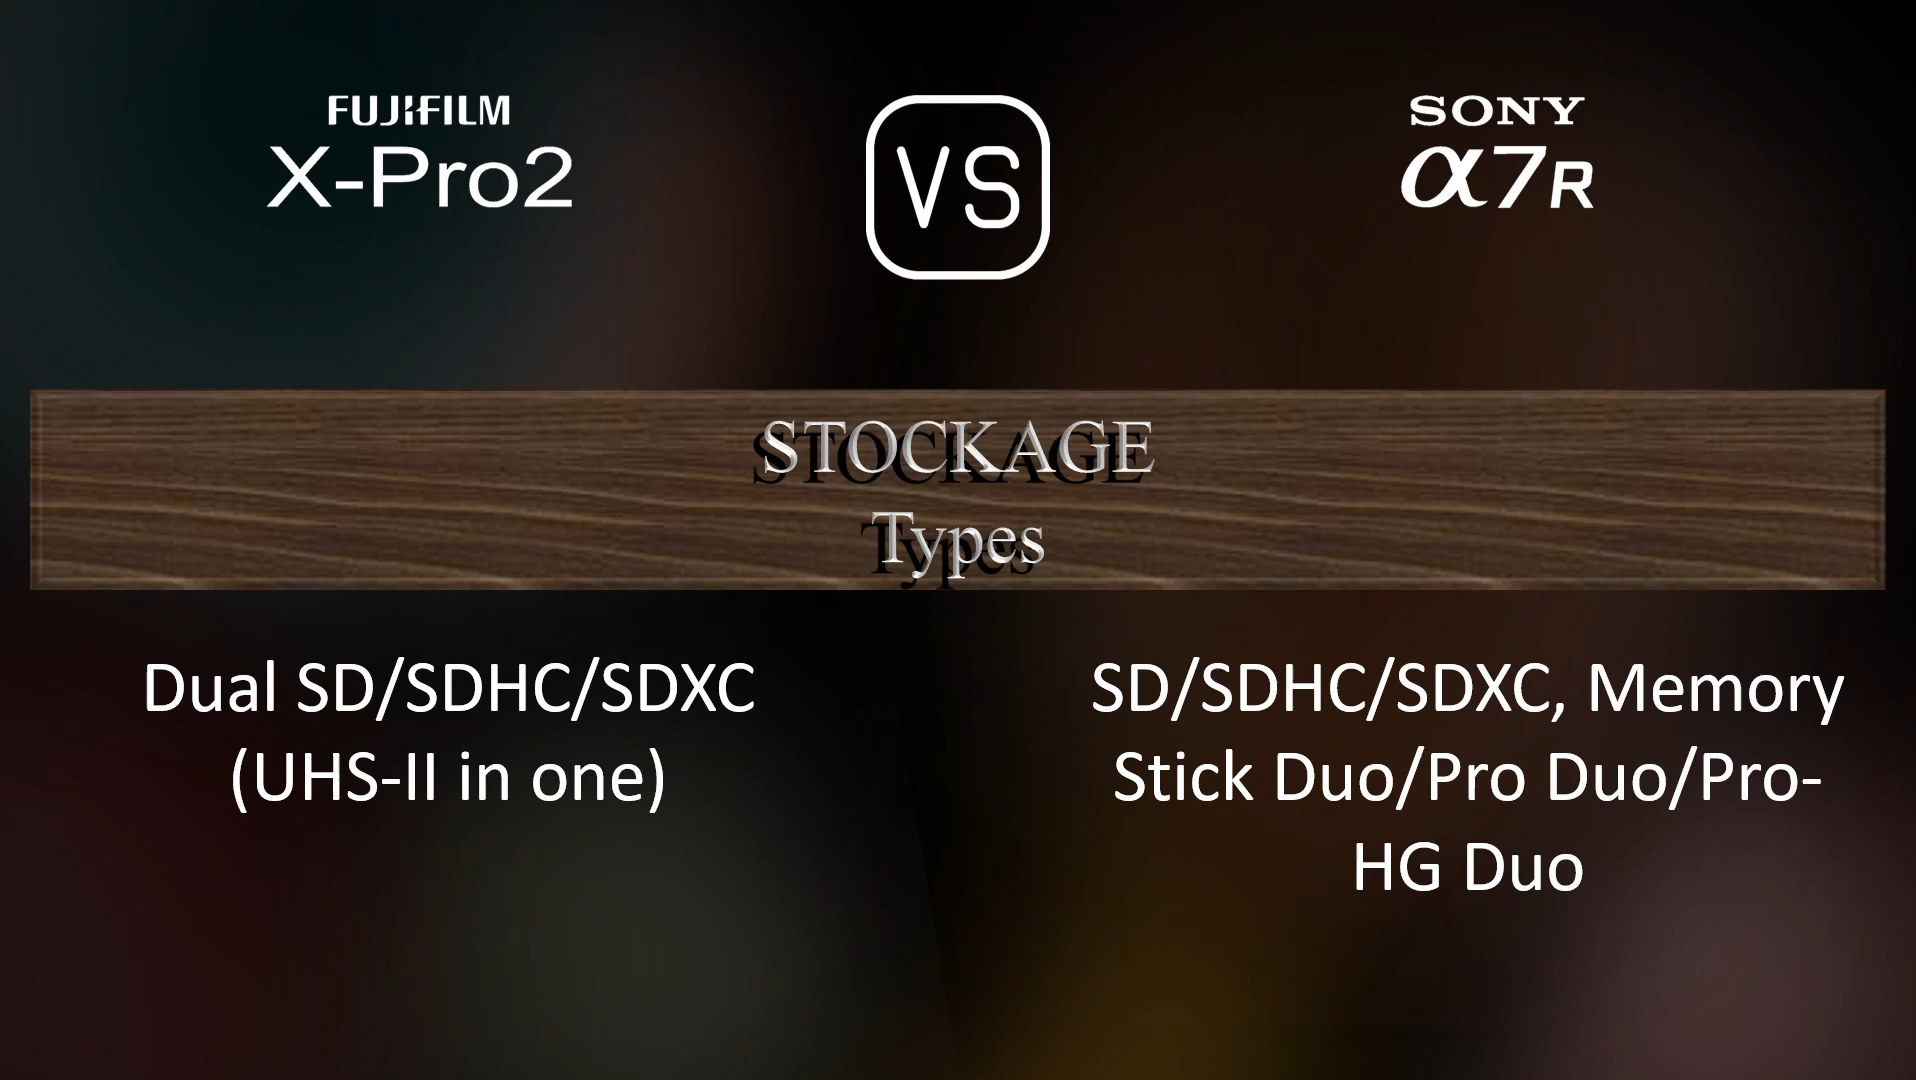 FUJIFILM
X-Pro2
VS
SONY
α7R
STOCKAGE
Types
Dual SD/SDHC/SDXC
(UHS-II in one)
SD/SDHC/SDXC, Memory
Stick Duo/Pro Duo/Pro-
HG Duo